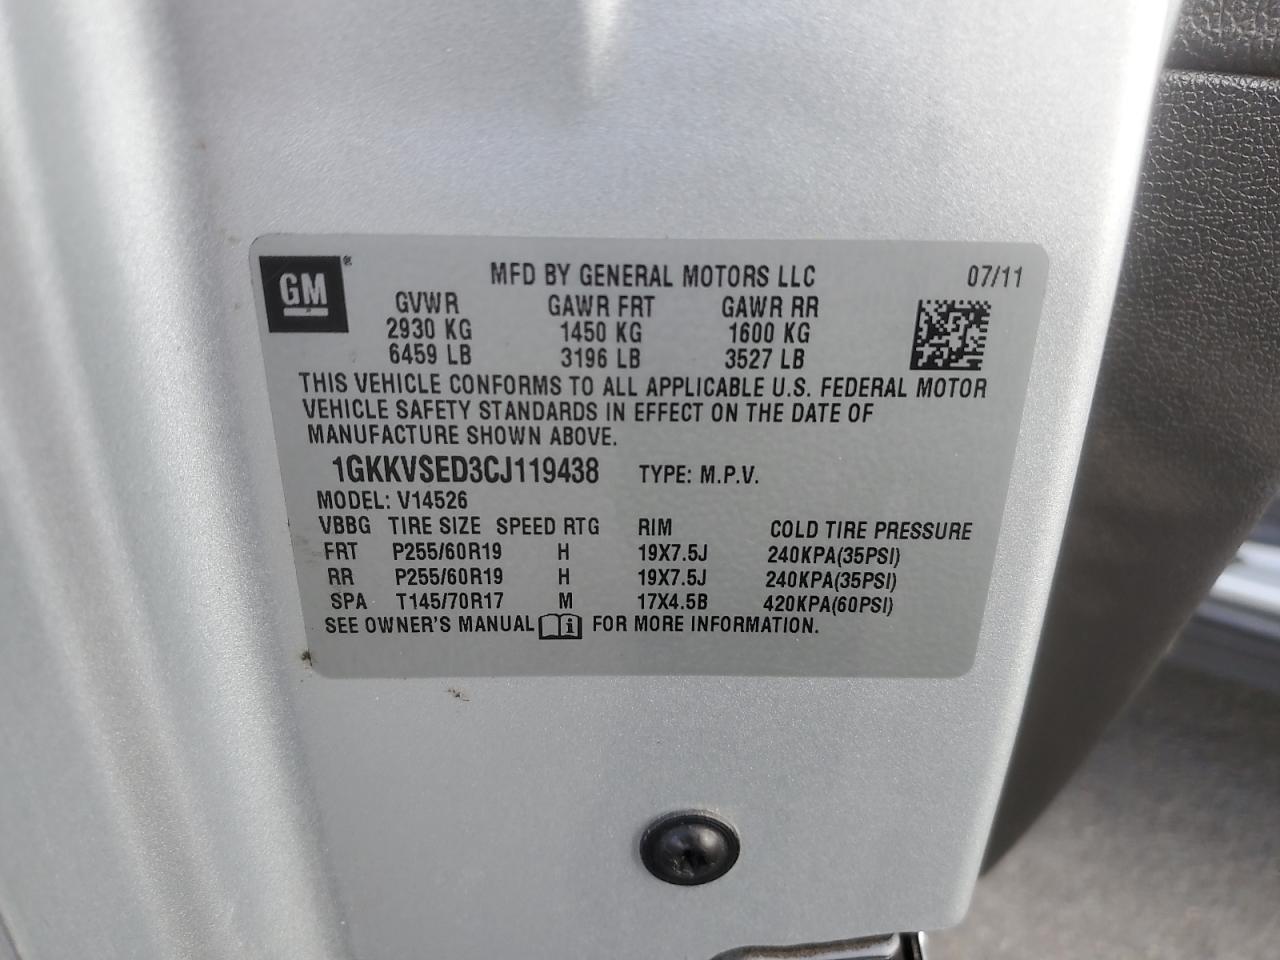 GM®
MFD BY GENERAL MOTORS LLC 07/11
GVWR GAWR FRT GAWR RR
2930 KG 1450 KG 1600 KG
6459 LB 3196 LB 3527 LB
THIS VEHICLE CONFORMS TO ALL APPLICABLE U.S. FEDERAL MOTOR
VEHICLE SAFETY STANDARDS IN EFFECT ON THE DATE OF
MANUFACTURE SHOWN ABOVE.
1GKKVSED3CJ119438 TYPE: M.P.V.
MODEL: V14526
VBBG TIRE SIZE SPEED RTG RIM COLD TIRE PRESSURE
FRT P255/60R19 H 19X7.5J 240KPA(35PSI)
RR P255/60R19 H 19X7.5J 240KPA(35PSI)
SPA T145/70R17 M 17X4.5B 420KPA(60PSI)
SEE OWNER'S MANUAL i FOR MORE INFORMATION.